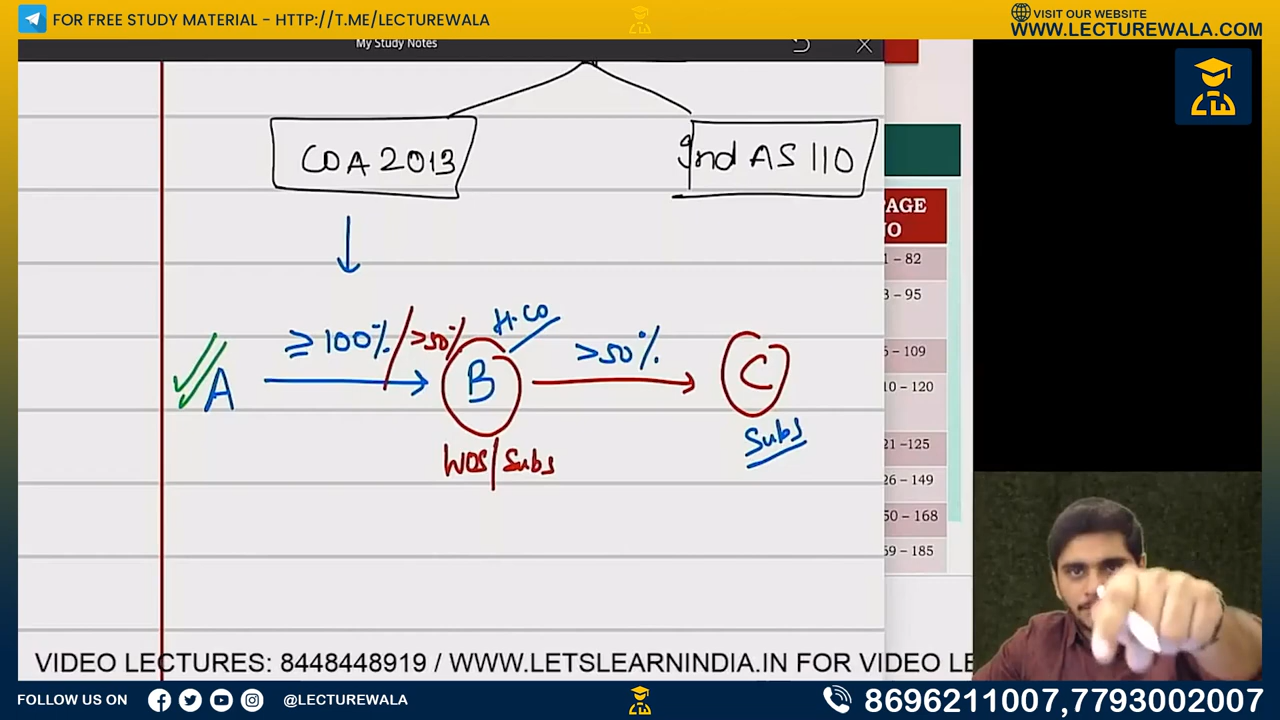 FOR FREE STUDY MATERIAL - HTTP://T.ME/LECTUREWALA
VISIT OUR WEBSITE
WWW.LECTUREWALA.COM
My Study Notes
COA 2013
Ind AS 110
PAGE
NO
1 – 82
3 – 95
6 – 109
10 – 120
21 –125
26 – 149
50 – 168
69 – 185
A
≥ 100% / >50%
B
H.CO
>50%
C
WOS/Subs
Subs
VIDEO LECTURES: 8448448919 / WWW.LETSLEARNINDIA.IN FOR VIDEO LE
FOLLOW US ON
@LECTUREWALA
8696211007,7793002007